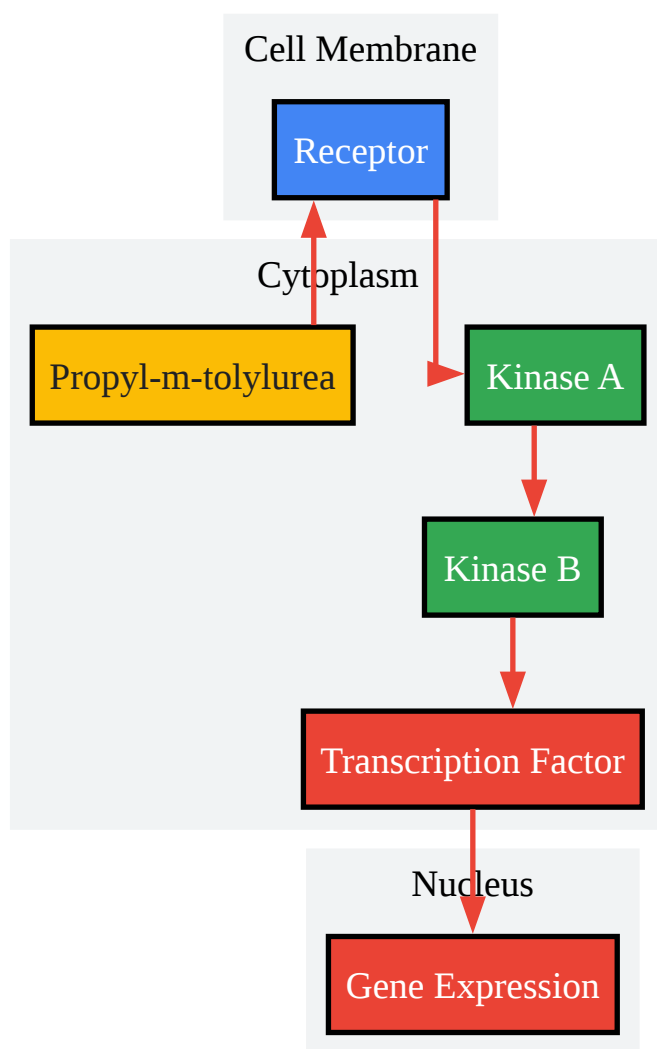 Cell Membrane
Receptor
Cytoplasm
Propyl-m-tolylurea
Kinase A
Kinase B
Transcription Factor
Nucleus
Gene Expression